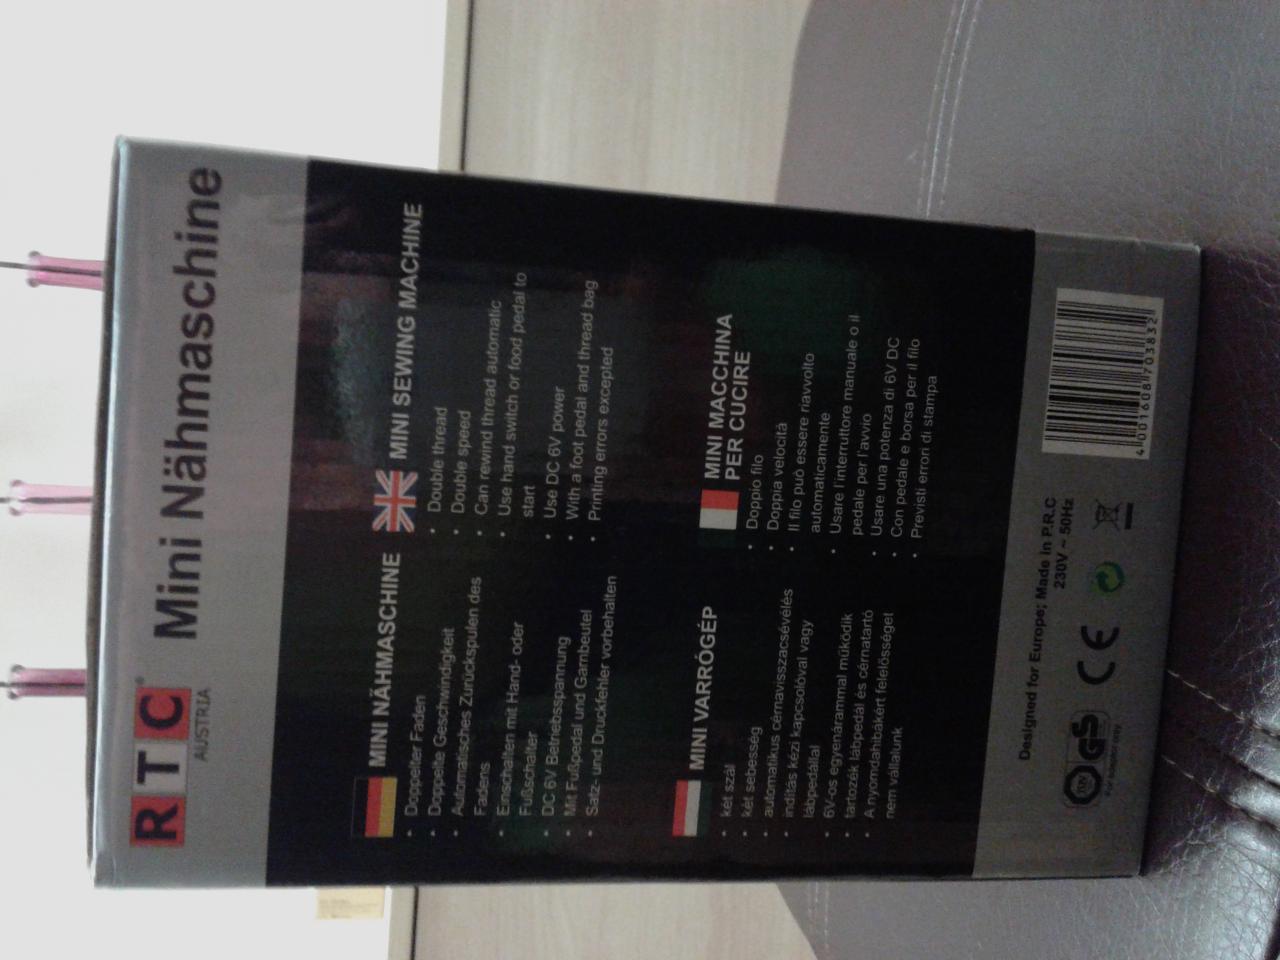 RTC®
AUSTRIA
Mini Nähmaschine
MINI NÄHMASCHINE
• Doppelter Faden
• Doppelte Geschwindigkeit
• Automatisches Zurückspulen des
Fadens
• Einschalten mit Hand- oder
Fußschalter
• DC 6V Betriebsspannung
• Mit Fußpedal und Garnbeutel
• Satz- und Druckfehler vorbehalten
MINI SEWING MACHINE
• Double thread
• Double speed
• Can rewind thread automatic
• Use hand switch or food pedal to
start
• Use DC 6V power
• With a foot pedal and thread bag
• Printing errors excepted
MINI VARRÓGÉP
• két szál
• két sebesség
• automatikus cérnavisszacsévélés
• indítás kézi kapcsolóval vagy
lábpedállal
• 6V-os egyenárammal működik
• tartozék lábpedál és cérnatartó
• A nyomdahibákért felelősséget
nem vállalunk
MINI MACCHINA
PER CUCIRE
• Doppio filo
• Doppia velocità
• Il filo può essere riavvolto
automaticamente
• Usare l'interruttore manuale o il
pedale per l'avvio
• Usare una potenza di 6V DC
• Con pedale e borsa per il filo
• Previsti errori di stampa
Designed for Europe; Made in P.R.C
230V ~ 50Hz
TÜV GS
CE
4 001608 703832